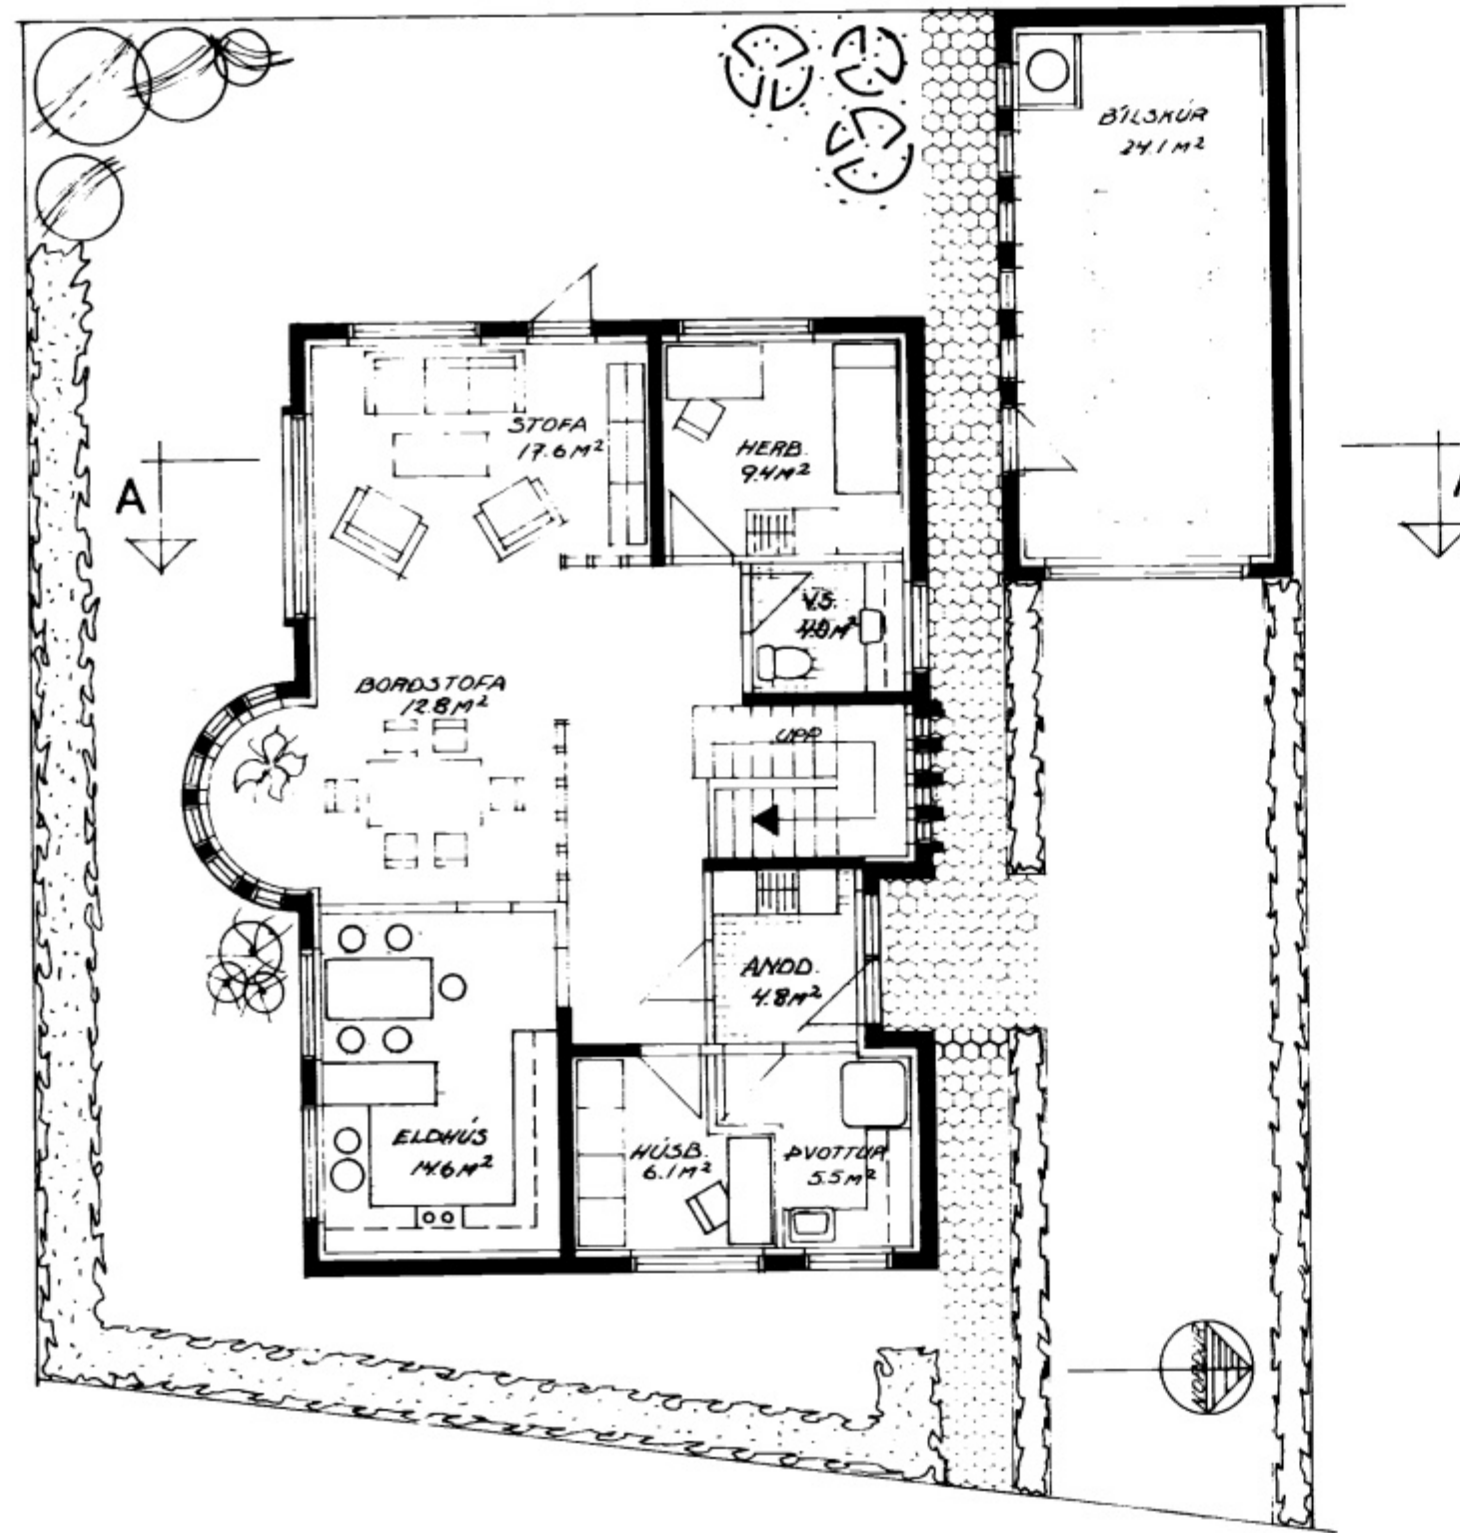 BÍLSKÚR
24.1 M²
STOFA
17.6 M²
HERB.
9.4 M²
A
V.S.
BORÐSTOFA
12.8 M²
UPP
ANDD.
4.8 M²
ELDHÚS
14.6 M²
HÚSB.
6.1 M²
ÞVOTTUR
5.5 M²